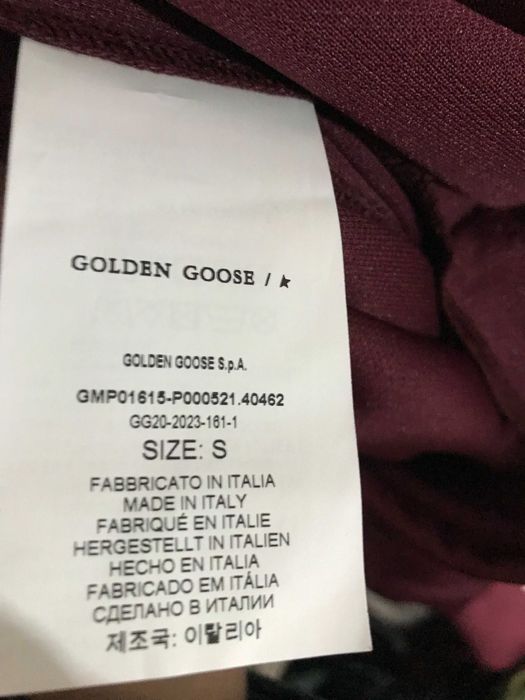 GOLDEN GOOSE /
GOLDEN GOOSE S.p.A.
GMP01615-P000521.40462
GG20-2023-161-1
SIZE: S
FABBRICATO IN ITALIA
MADE IN ITALY
FABRIQUÉ EN ITALIE
HERGESTELLT IN ITALIEN
HECHO EN ITALIA
FABRICADO EM ITÁLIA
СДЕЛАНО В ИТАЛИИ
제조국: 이탈리아